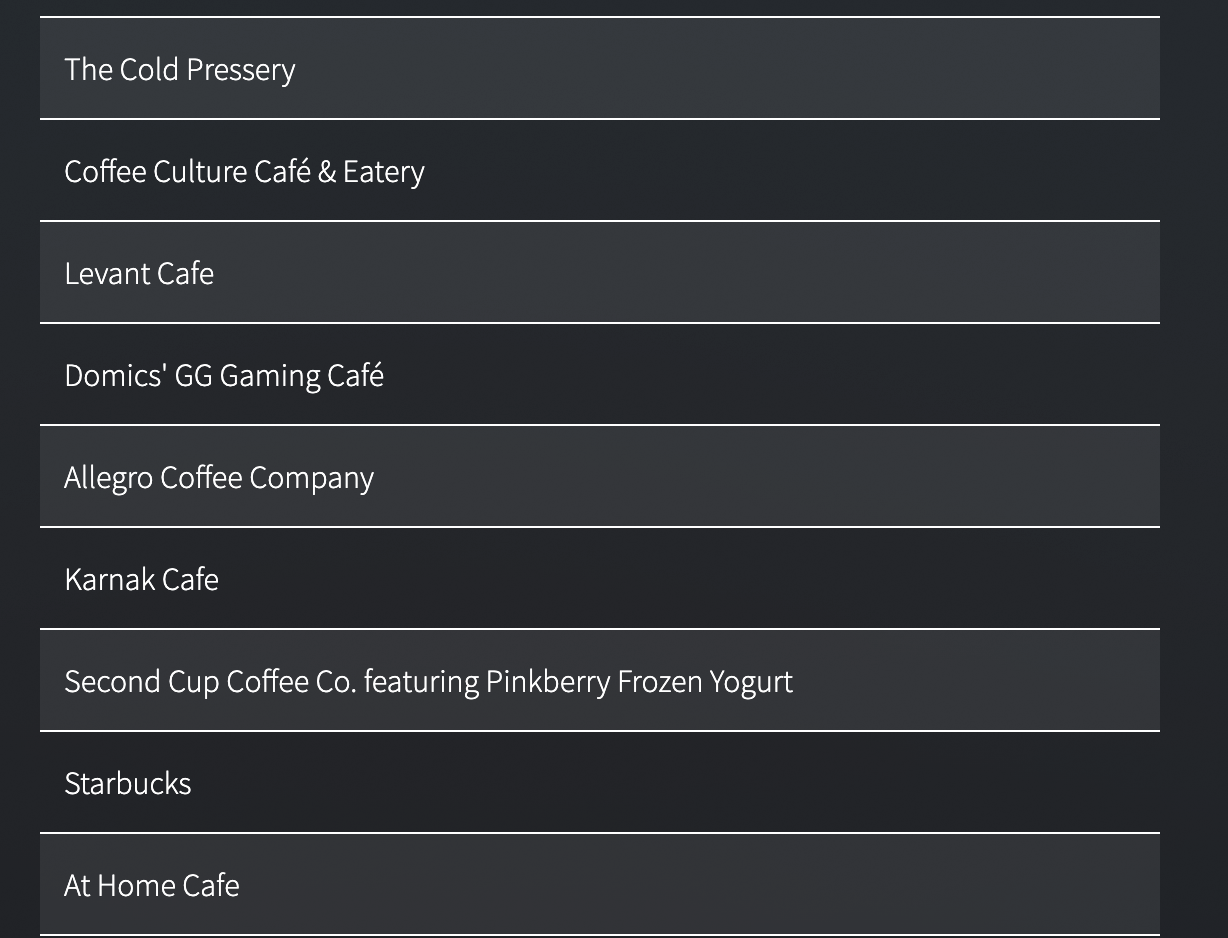 The Cold Pressery
Coffee Culture Café & Eatery
Levant Cafe
Domics' GG Gaming Café
Allegro Coffee Company
Karnak Cafe
Second Cup Coffee Co. featuring Pinkberry Frozen Yogurt
Starbucks
At Home Cafe